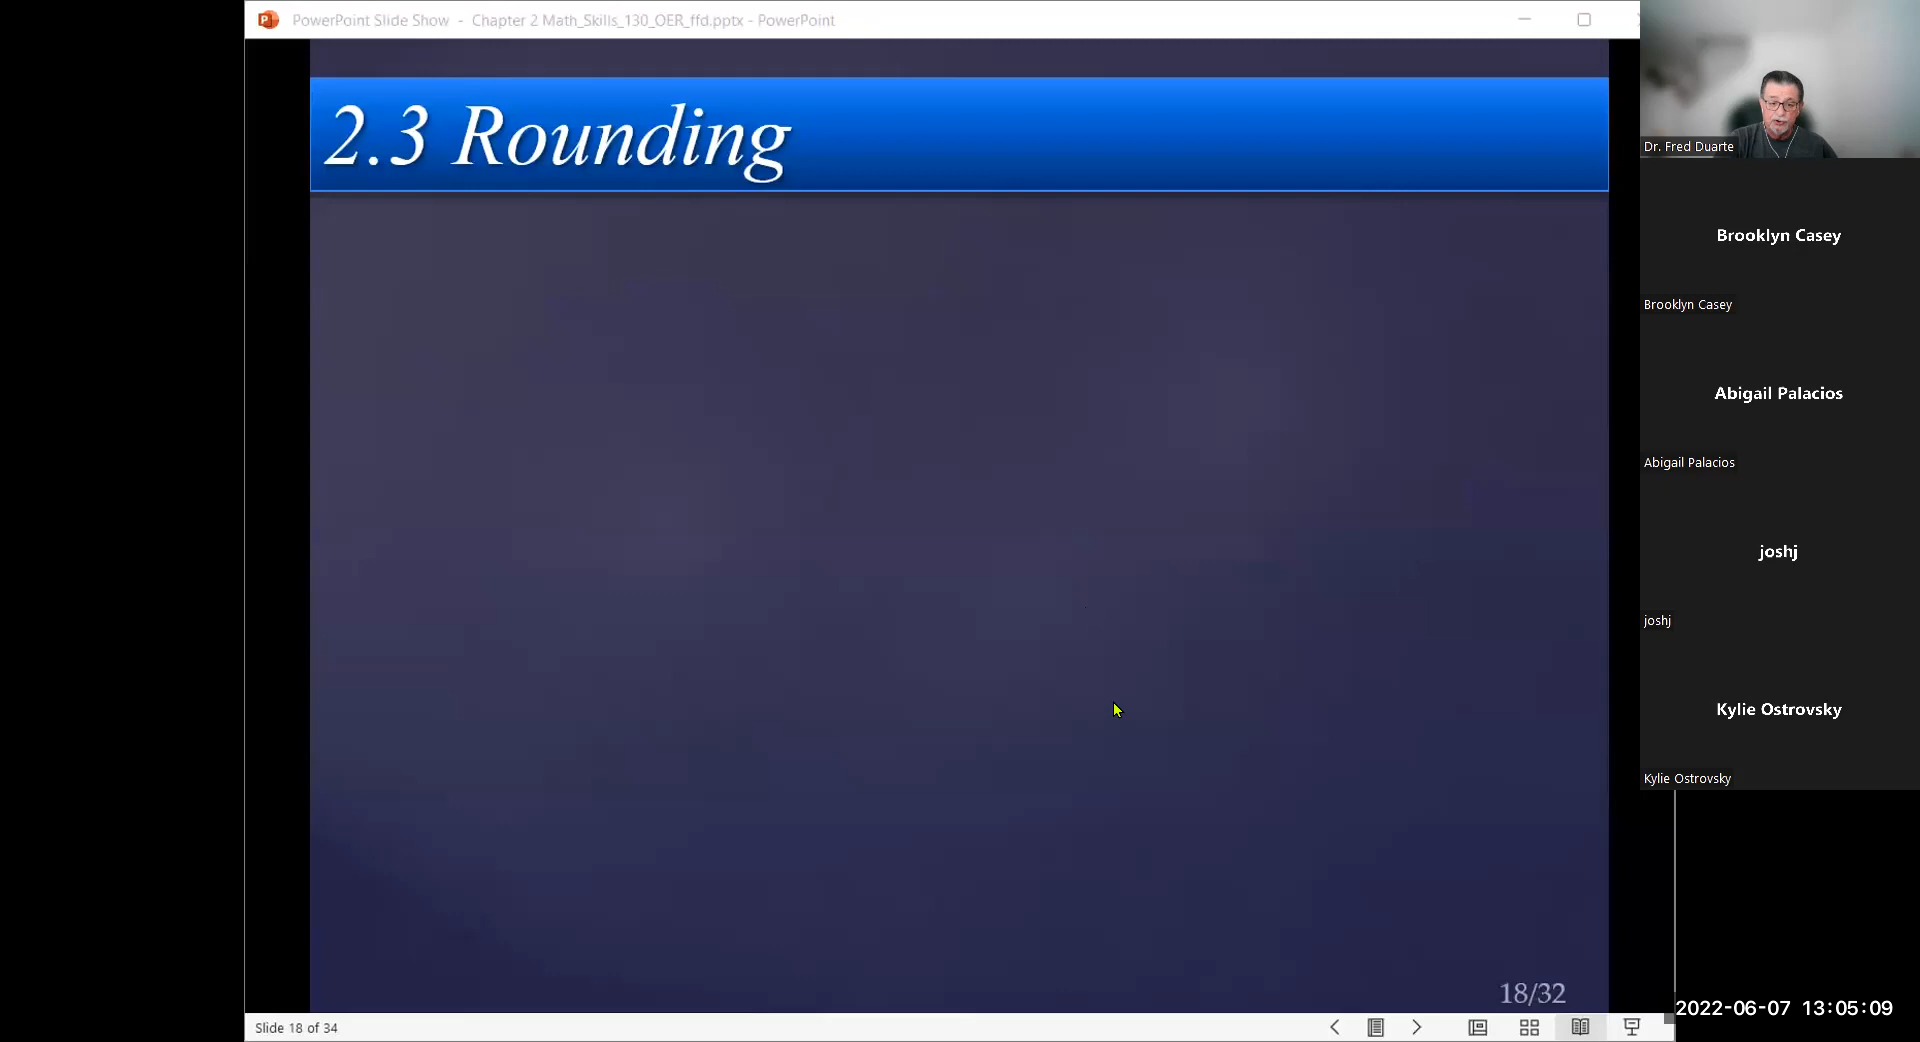 PowerPoint Slide Show - Chapter 2 Math_Skills_130_OER_ffd.pptx - PowerPoint
2.3 Rounding
18/32
Slide 18 of 34
Dr. Fred Duarte
Brooklyn Casey
Brooklyn Casey
Abigail Palacios
Abigail Palacios
joshj
joshj
Kylie Ostrovsky
Kylie Ostrovsky
2022-06-07 13:05:09